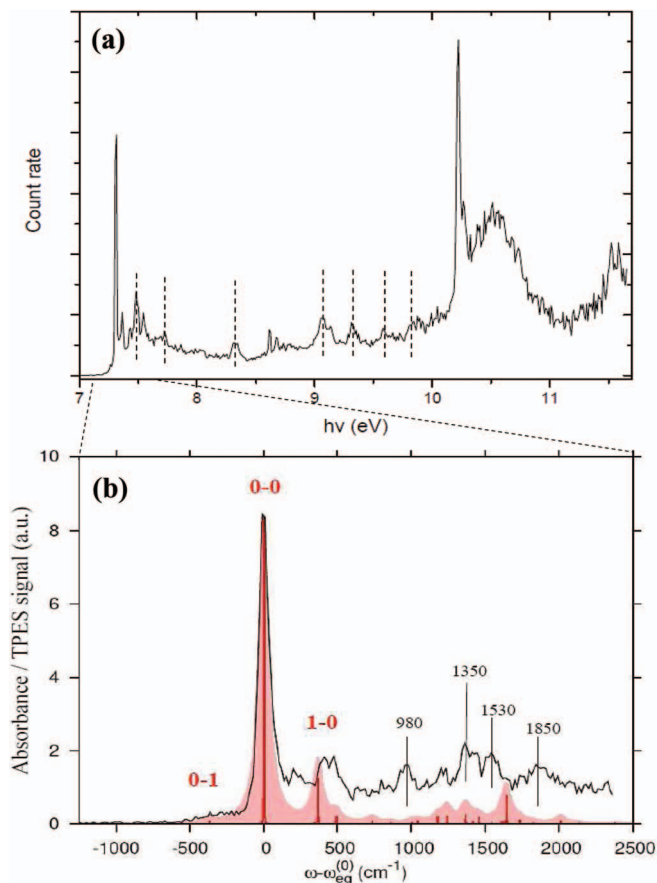 (a)
Count rate
7 8 9 10 11
hν (eV)
(b)
Absorbance / TPES signal (a.u.)
10
8
6
4
2
0
0-0
0-1
1-0
980
1350
1530
1850
-1000 -500 0 500 1000 1500 2000 2500
ω-ω_eq^(0) (cm^-1)